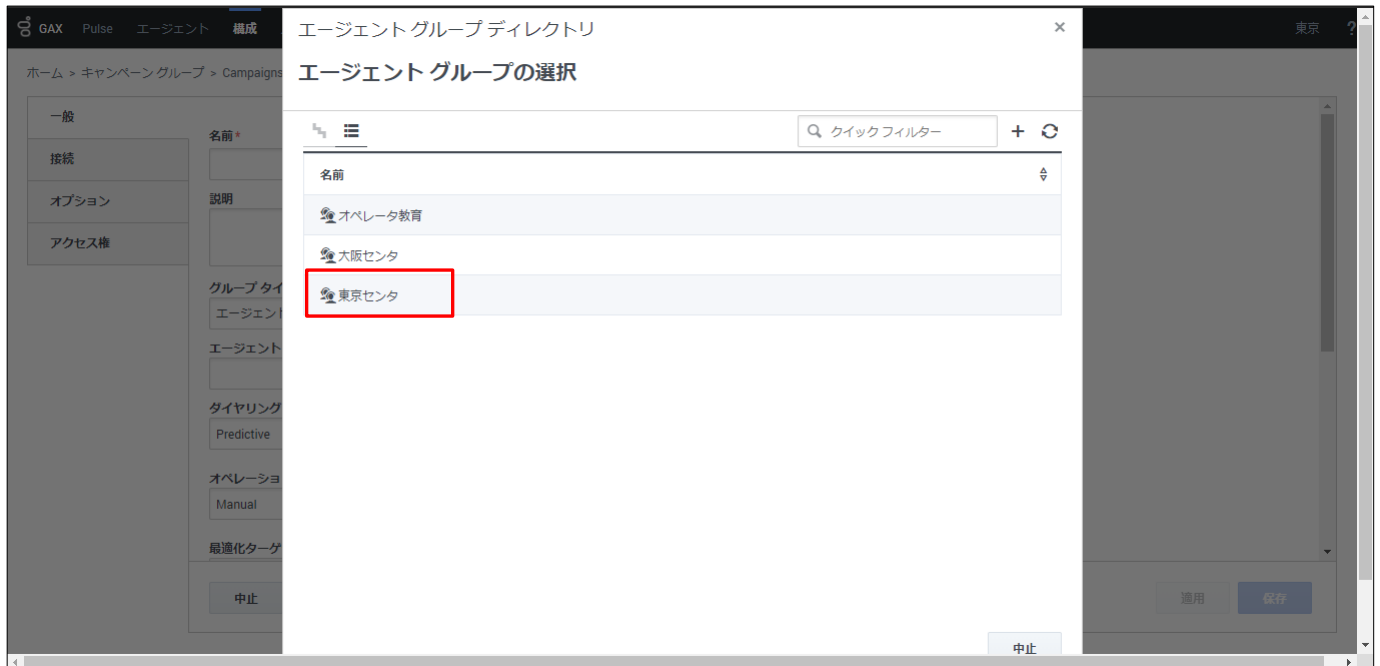 GAX Pulse エージェント 構成
東京 ?
ホーム > キャンペーン グループ > Campaigns
一般
接続
オプション
アクセス権
名前*
説明
グループ タイ
エージェント
エージェント
ダイヤリング
Predictive
オペレーショ
Manual
最適化ターゲ
中止
適用
保存
エージェント グループ ディレクトリ
×
エージェント グループの選択
クイック フィルター
+
名前
オペレータ教育
大阪センタ
東京センタ
中止